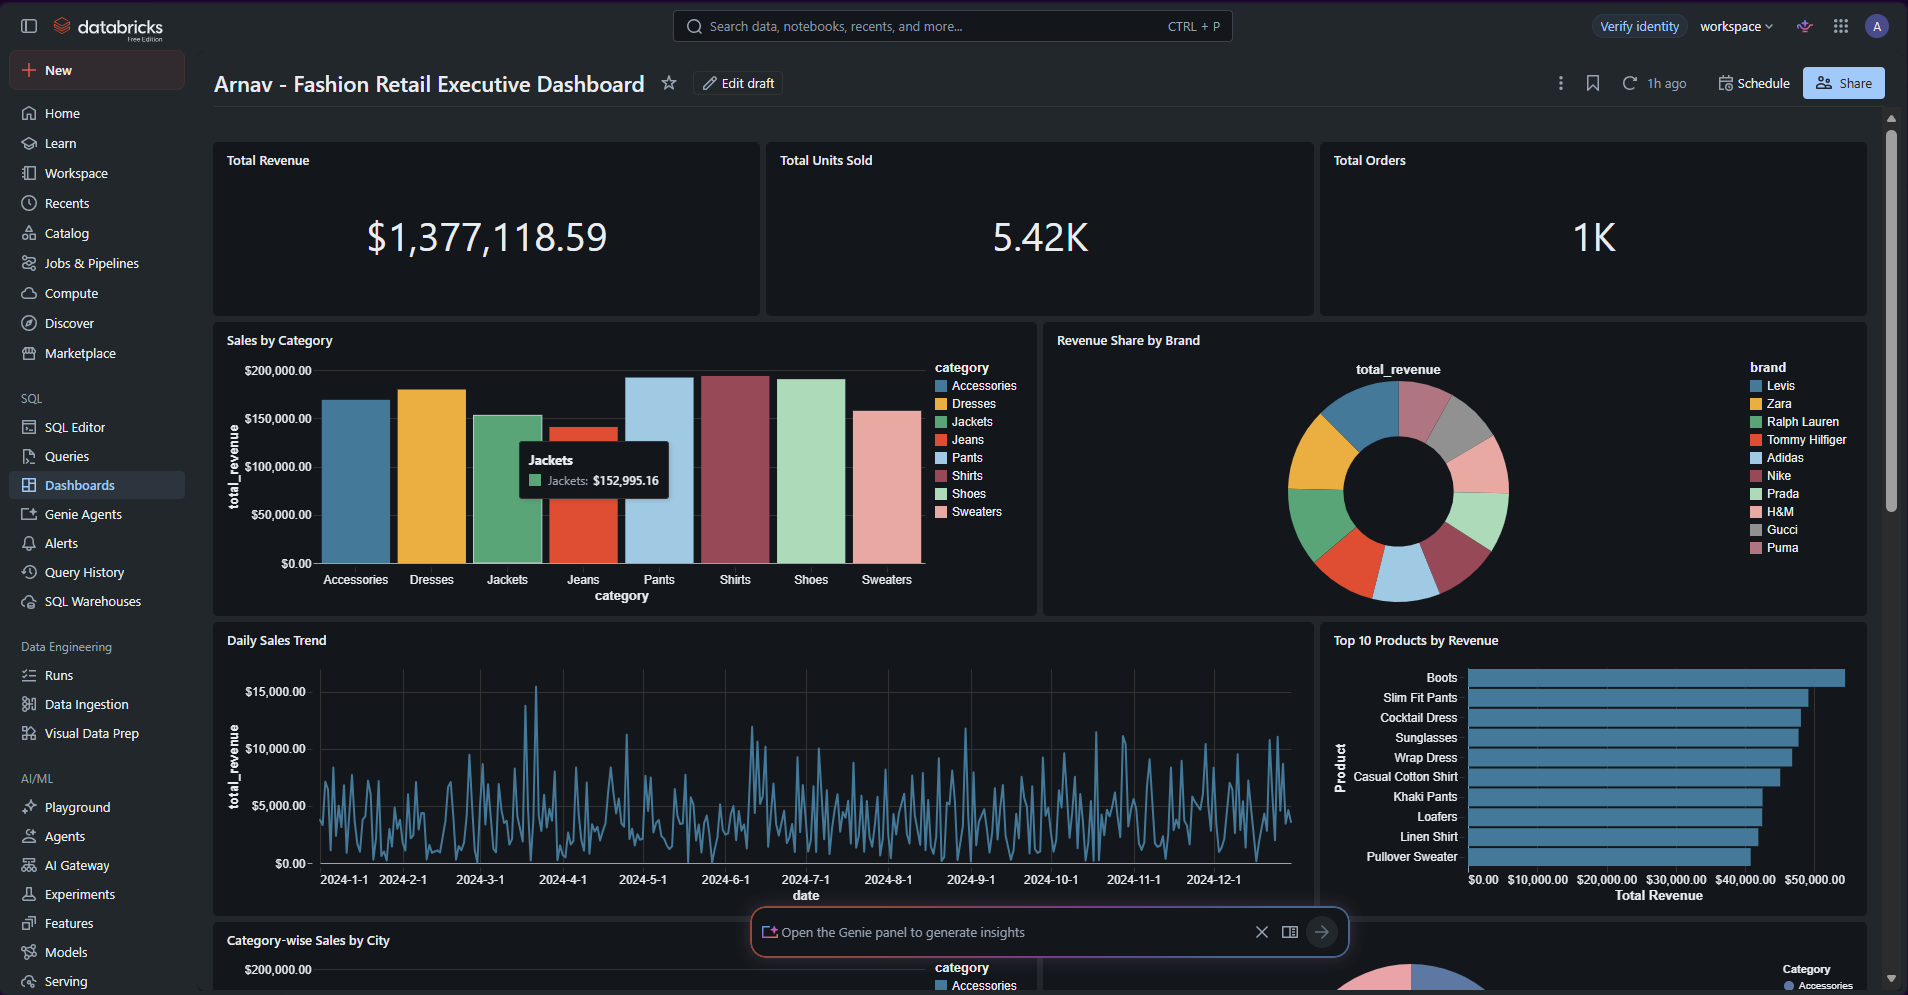 databricks
Free Edition
Search data, notebooks, recents, and more...
CTRL + P
Verify identity
workspace
A
New
Home
Learn
Workspace
Recents
Catalog
Jobs & Pipelines
Compute
Discover
Marketplace
SQL
SQL Editor
Queries
Dashboards
Genie Agents
Alerts
Query History
SQL Warehouses
Data Engineering
Runs
Data Ingestion
Visual Data Prep
AI/ML
Playground
Agents
AI Gateway
Experiments
Features
Models
Serving
Arnav - Fashion Retail Executive Dashboard
Edit draft
1h ago
Schedule
Share
Total Revenue
$1,377,118.59
Total Units Sold
5.42K
Total Orders
1K
Sales by Category
total_revenue
$200,000.00
$150,000.00
$100,000.00
$50,000.00
$0.00
Jackets
Jackets: $152,995.16
Accessories
Dresses
Jackets
Jeans
Pants
Shirts
Shoes
Sweaters
category
category
Accessories
Dresses
Jackets
Jeans
Pants
Shirts
Shoes
Sweaters
Revenue Share by Brand
total_revenue
brand
Levis
Zara
Ralph Lauren
Tommy Hilfiger
Adidas
Nike
Prada
H&M
Gucci
Puma
Daily Sales Trend
total_revenue
$15,000.00
$10,000.00
$5,000.00
$0.00
2024-1-1
2024-2-1
2024-3-1
2024-4-1
2024-5-1
2024-6-1
2024-7-1
2024-8-1
2024-9-1
2024-10-1
2024-11-1
2024-12-1
date
Top 10 Products by Revenue
Product
Boots
Slim Fit Pants
Cocktail Dress
Sunglasses
Wrap Dress
Casual Cotton Shirt
Khaki Pants
Loafers
Linen Shirt
Pullover Sweater
$0.00
$10,000.00
$20,000.00
$30,000.00
$40,000.00
$50,000.00
Total Revenue
Open the Genie panel to generate insights
Category-wise Sales by City
$200,000.00
category
Accessories
Category
Accessories